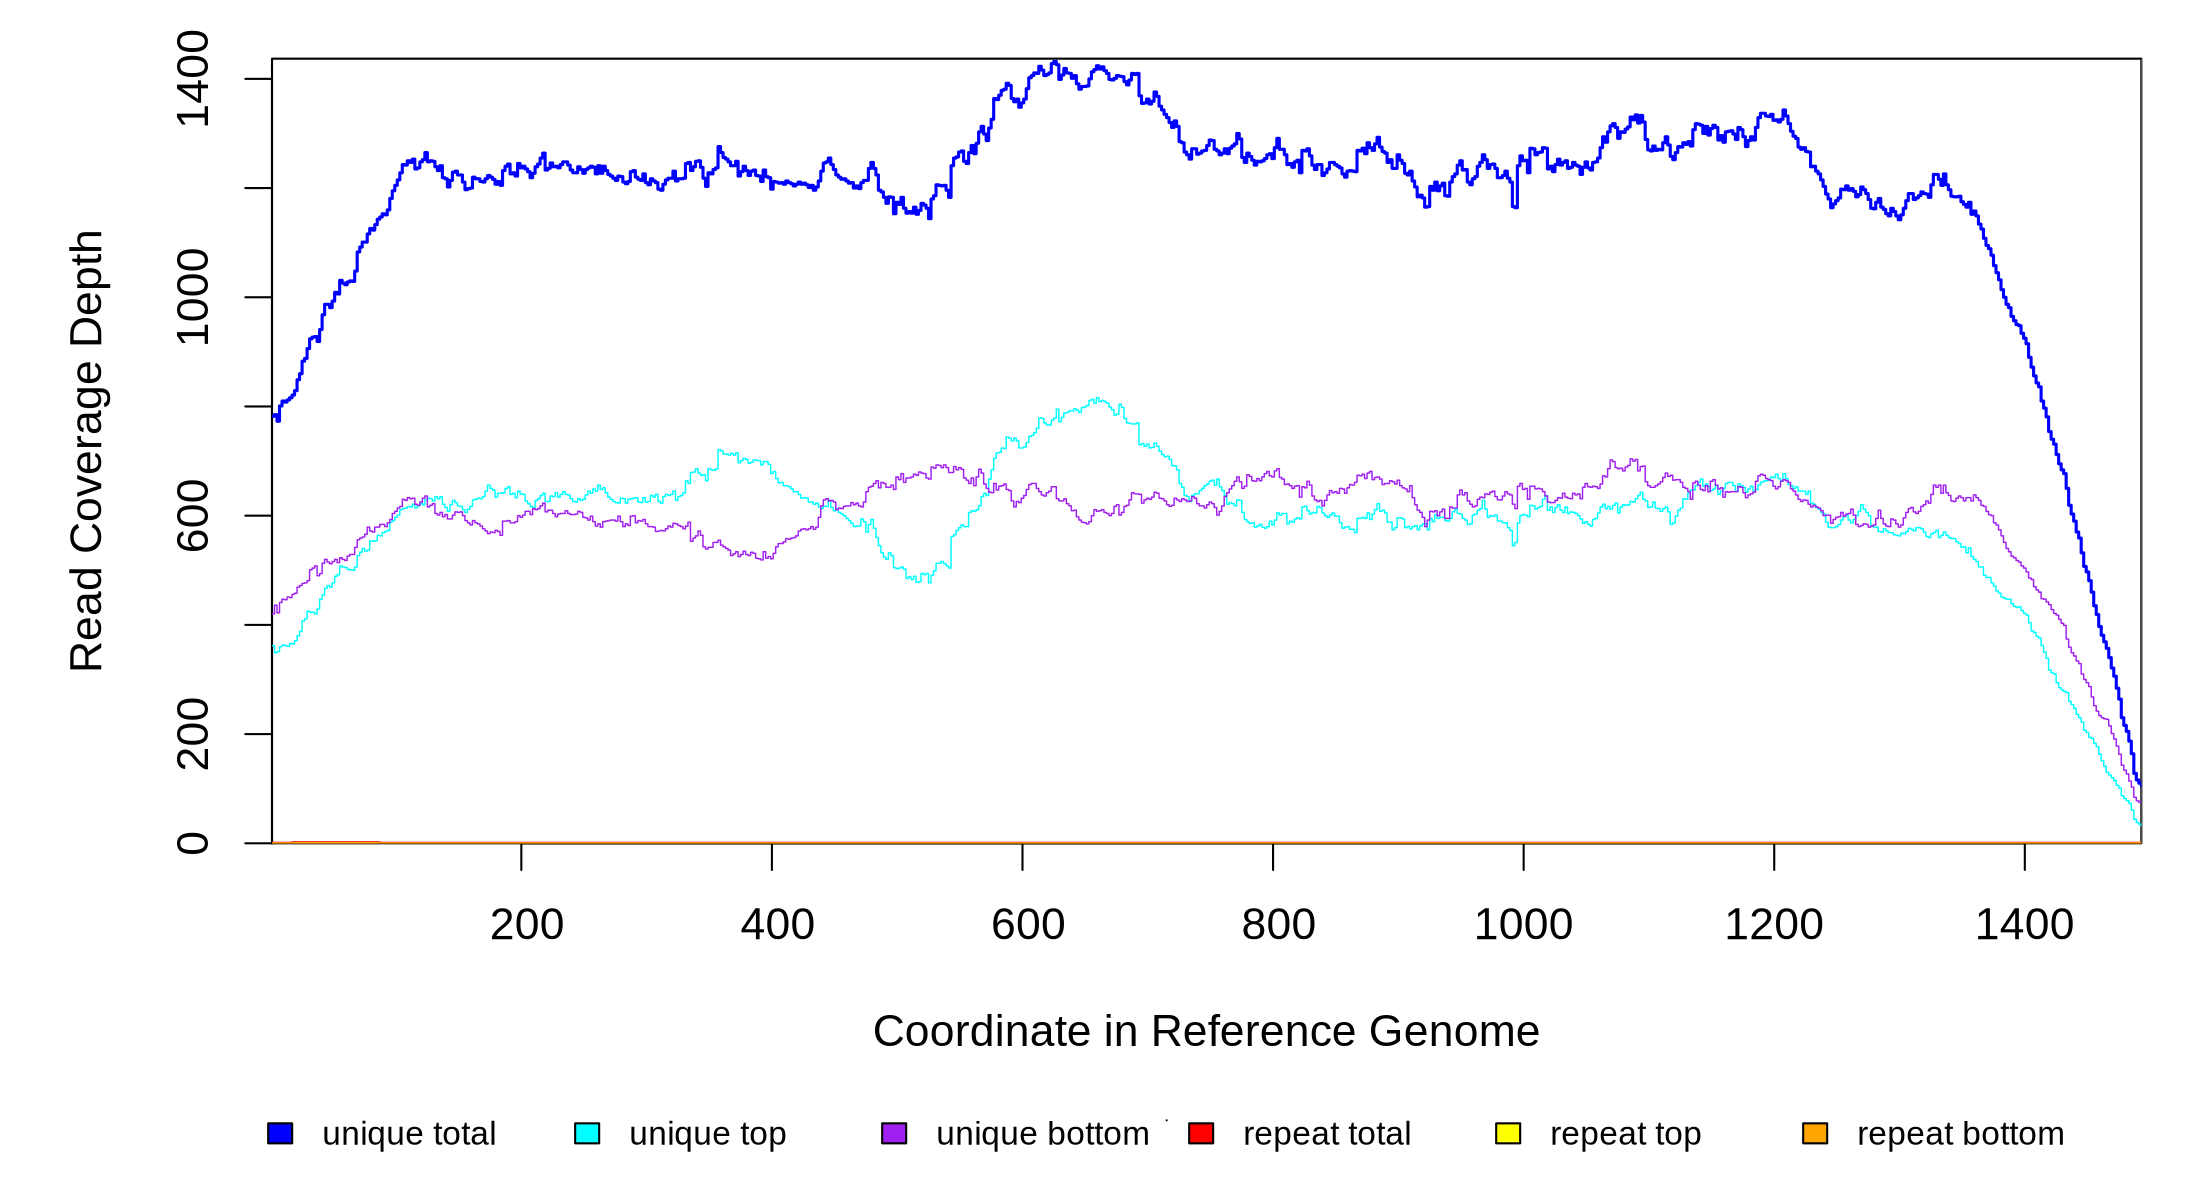 1400
1000
600
200
0
Read Coverage Depth
200 400 600 800 1000 1200 1400
Coordinate in Reference Genome
unique total unique top unique bottom repeat total repeat top repeat bottom